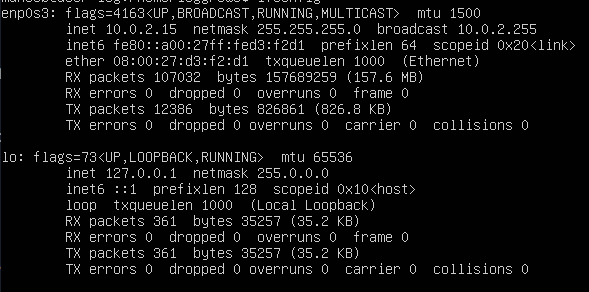 enp0s3: flags=4163<UP,BROADCAST,RUNNING,MULTICAST>  mtu 1500
        inet 10.0.2.15  netmask 255.255.255.0  broadcast 10.0.2.255
        inet6 fe80::a00:27ff:fed3:f2d1  prefixlen 64  scopeid 0x20<link>
        ether 08:00:27:d3:f2:d1  txqueuelen 1000  (Ethernet)
        RX packets 107032  bytes 157689259 (157.6 MB)
        RX errors 0  dropped 0  overruns 0  frame 0
        TX packets 12386  bytes 826861 (826.8 KB)
        TX errors 0  dropped 0 overruns 0  carrier 0  collisions 0

lo: flags=73<UP,LOOPBACK,RUNNING>  mtu 65536
        inet 127.0.0.1  netmask 255.0.0.0
        inet6 ::1  prefixlen 128  scopeid 0x10<host>
        loop  txqueuelen 1000  (Local Loopback)
        RX packets 361  bytes 35257 (35.2 KB)
        RX errors 0  dropped 0  overruns 0  frame 0
        TX packets 361  bytes 35257 (35.2 KB)
        TX errors 0  dropped 0 overruns 0  carrier 0  collisions 0